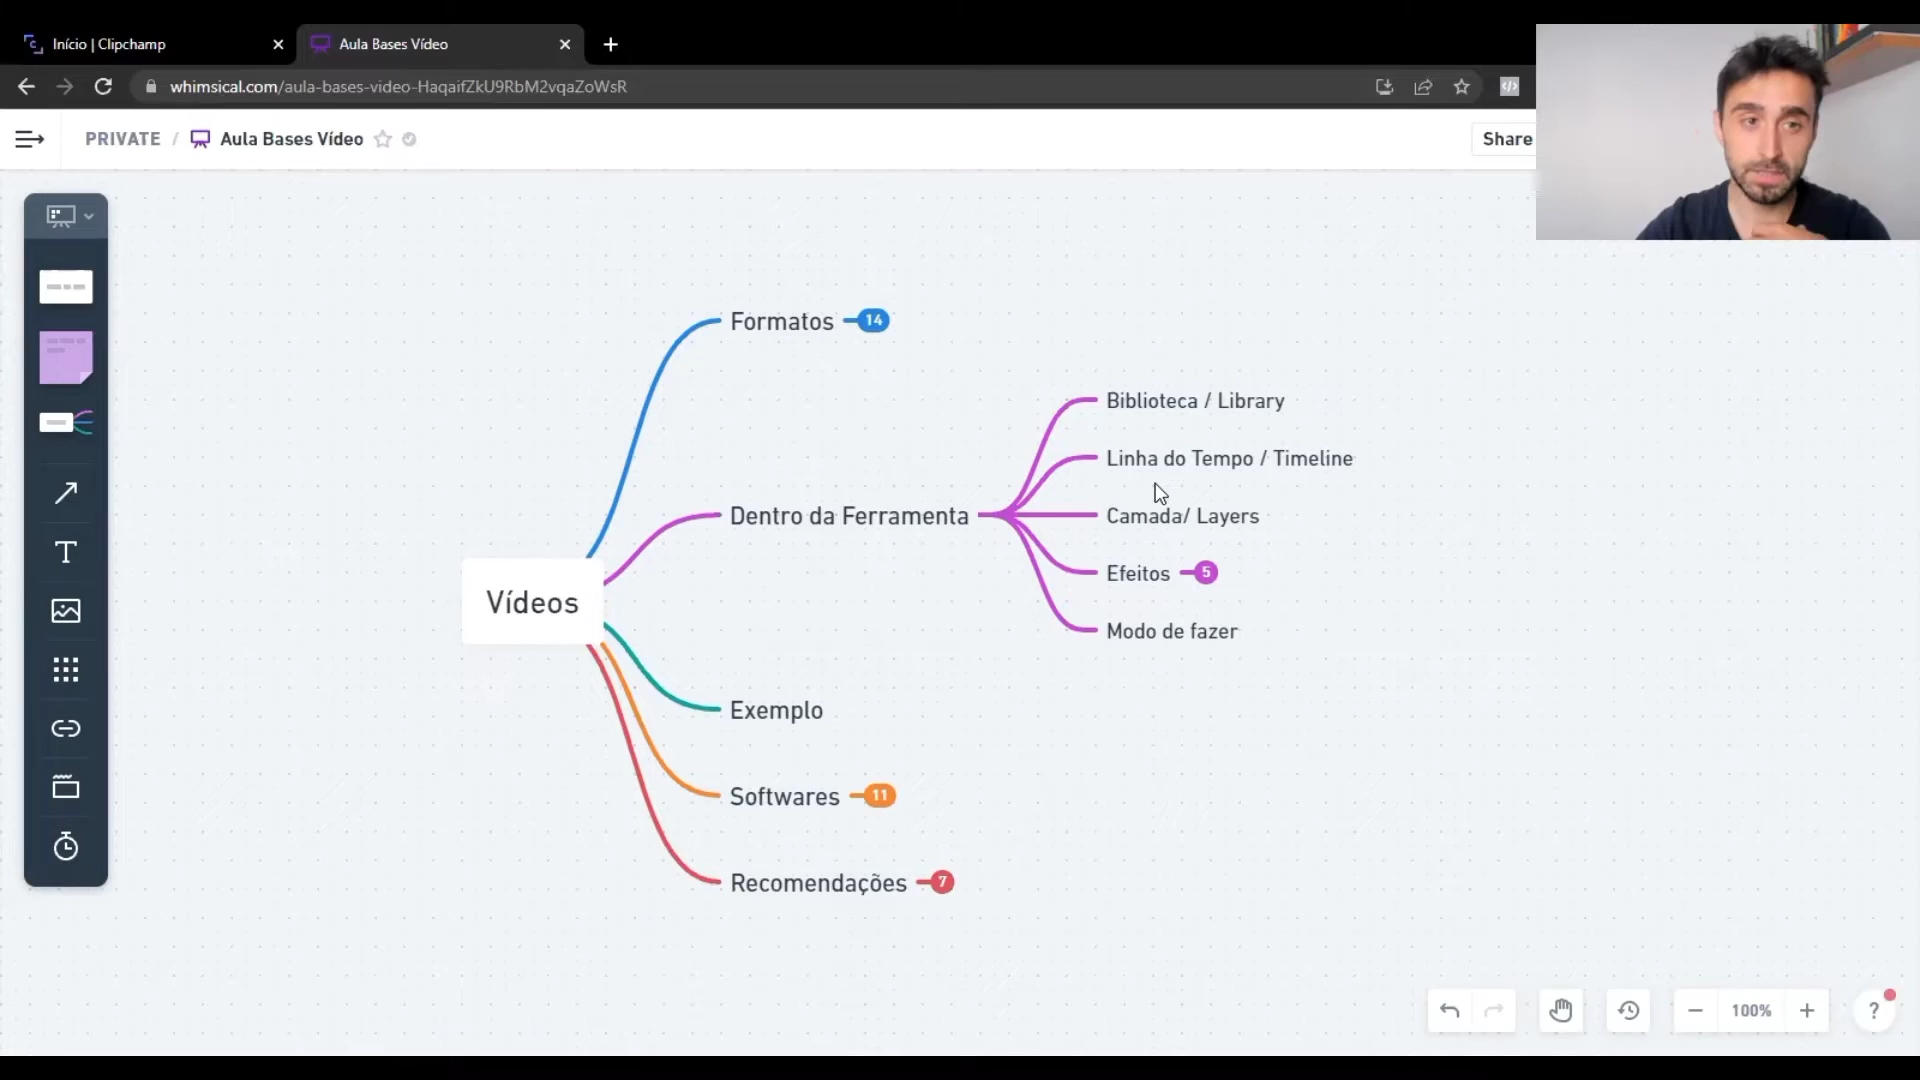 Início | Clipchamp
Aula Bases Vídeo
whimsical.com/aula-bases-video-HaqaifZkU9RbM2vqaZoWsR
PRIVATE / Aula Bases Vídeo
Share
Formatos 14
Biblioteca / Library
Linha do Tempo / Timeline
Dentro da Ferramenta
Camada/ Layers
Efeitos 5
Vídeos
Modo de fazer
Exemplo
Softwares 11
Recomendações 7
100%
?